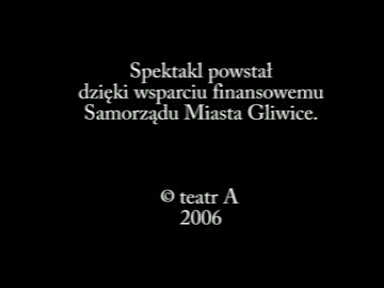 Spektakl powstał
dzięki wsparciu finansowemu
Samorządu Miasta Gliwice.
© teatr A
2006